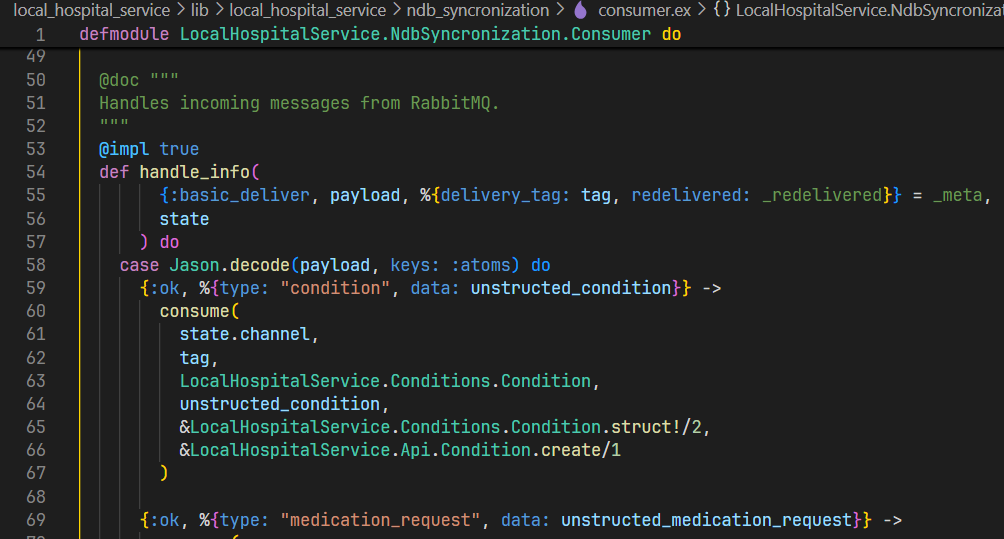 local_hospital_service > lib > local_hospital_service > ndb_syncronization > consumer.ex > {} LocalHospitalService.NdbSyncroniza
1 defmodule LocalHospitalService.NdbSyncronization.Consumer do
49
50 @doc """
51 Handles incoming messages from RabbitMQ.
52 """
53 @impl true
54 def handle_info(
55 {:basic_deliver, payload, %{delivery_tag: tag, redelivered: _redelivered}} = _meta,
56 state
57 ) do
58 case Jason.decode(payload, keys: :atoms) do
59 {:ok, %{type: "condition", data: unstructed_condition}} ->
60 consume(
61 state.channel,
62 tag,
63 LocalHospitalService.Conditions.Condition,
64 unstructed_condition,
65 &LocalHospitalService.Conditions.Condition.struct!/2,
66 &LocalHospitalService.Api.Condition.create/1
67 )
68
69 {:ok, %{type: "medication_request", data: unstructed_medication_request}} ->